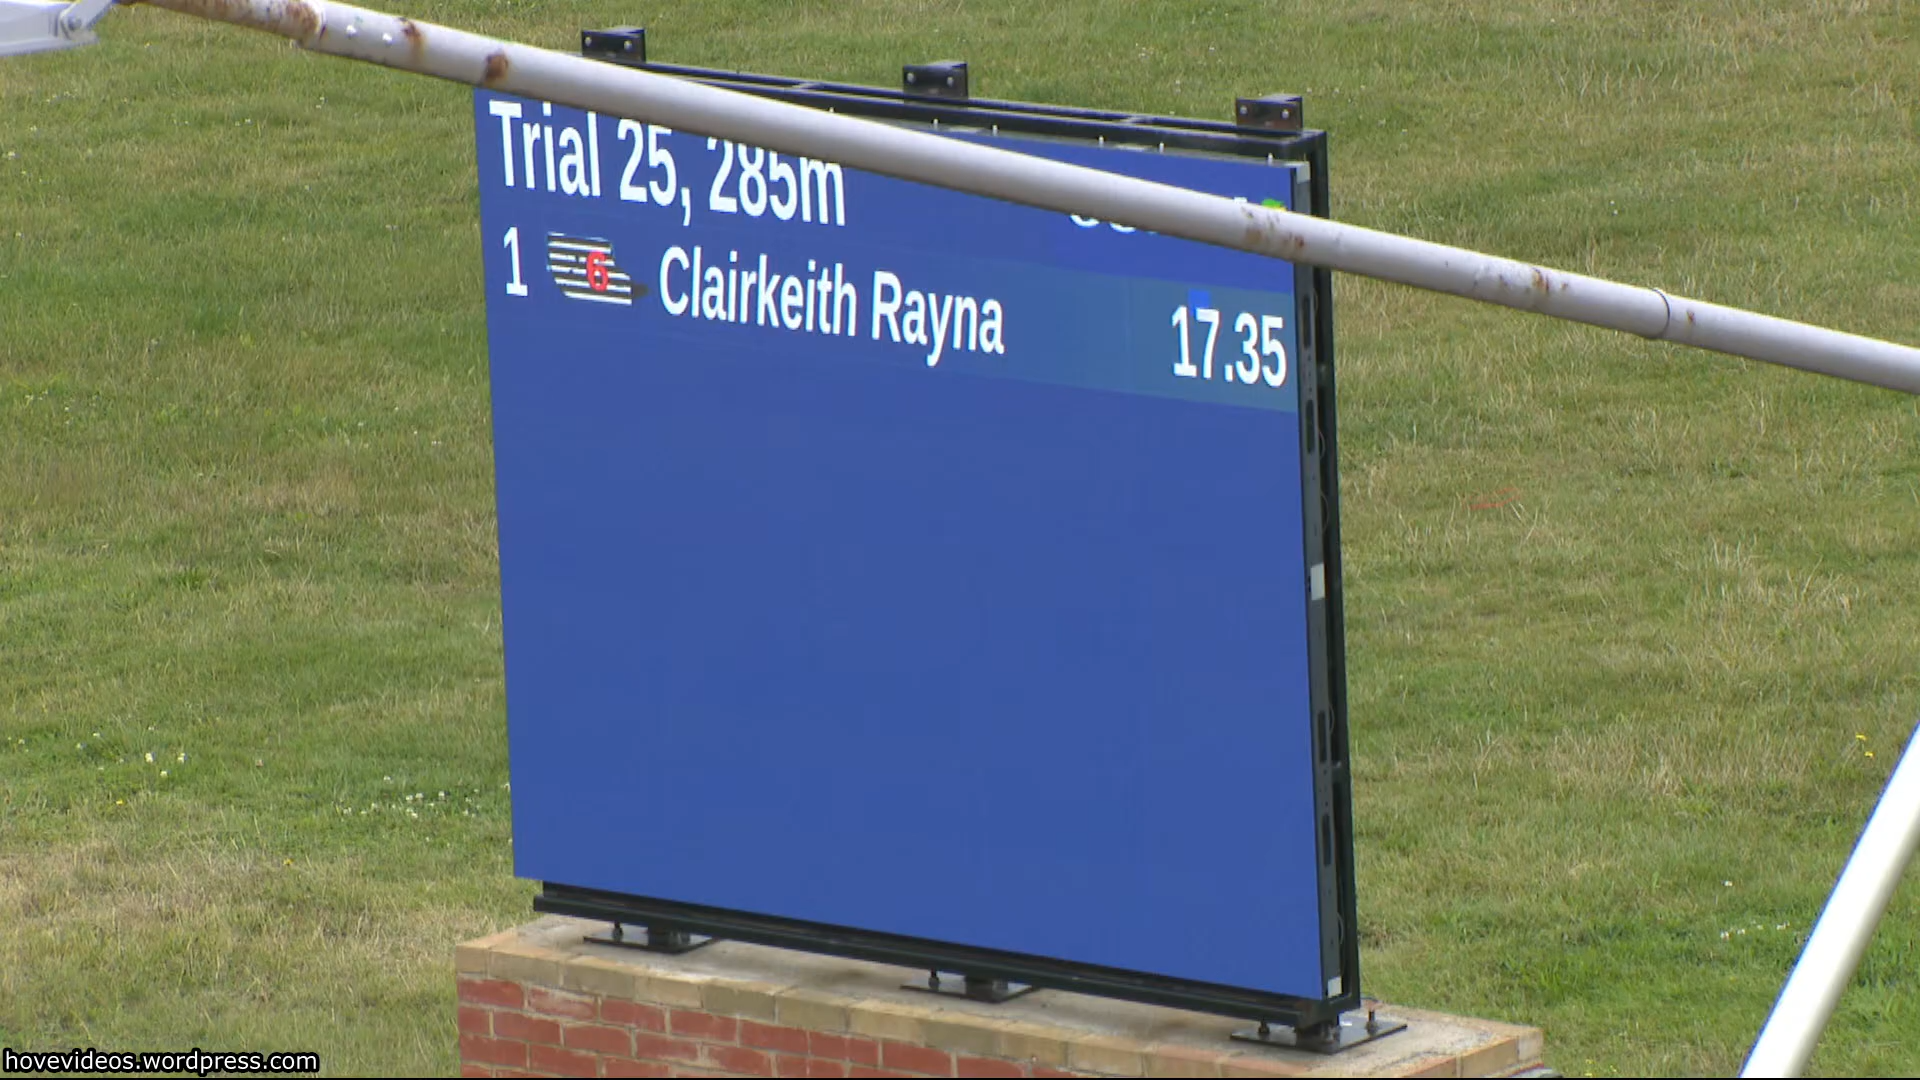 Trial 25, 285m
1 6 Clairkeith Rayna 17.35
hovevideos.wordpress.com